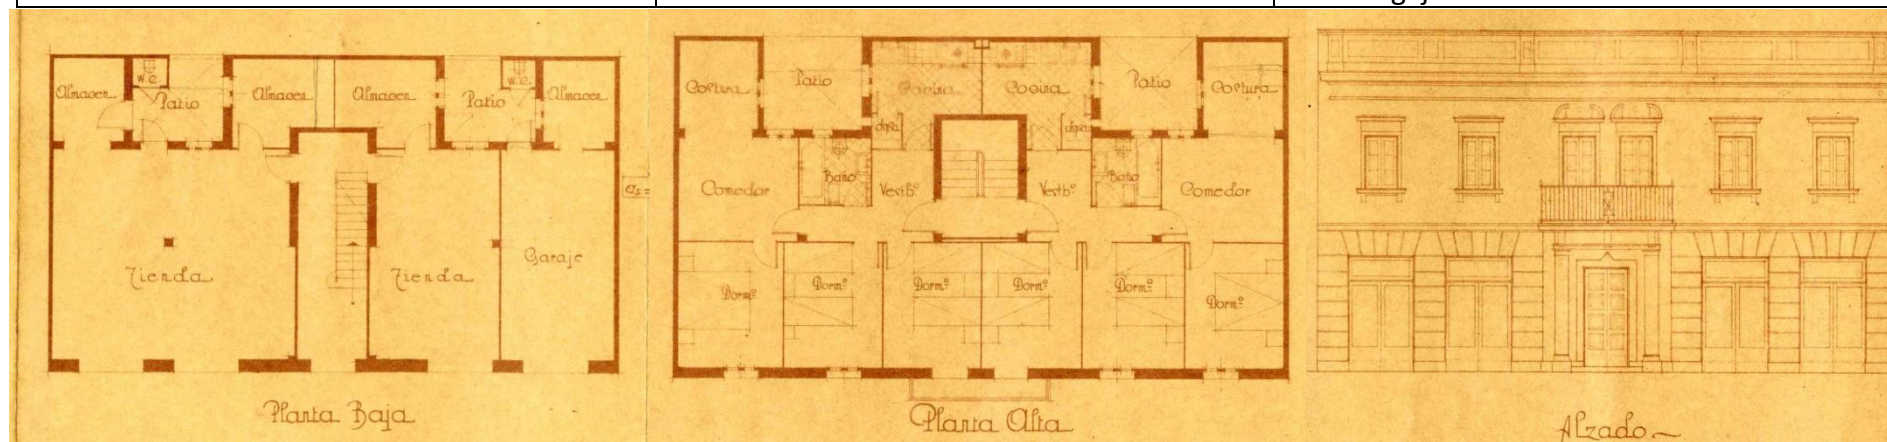 Almacen
W.C.
Patio
Almacen
Almacen
Patio
W.C.
Almacen
Tienda
Tienda
Garaje
Planta Baja
Costura
Patio
Cocina
Cocina
Patio
Costura
Comedor
Baño
Vestbº
Vestbº
Baño
Comedor
Dormº
Dormº
Dormº
Dormº
Dormº
Dormº
Planta Alta
Alzado